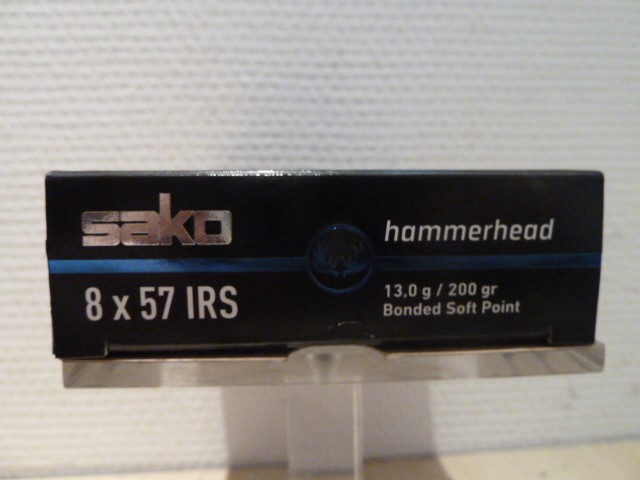 sako
hammerhead
8 x 57 IRS
13,0 g / 200 gr
Bonded Soft Point